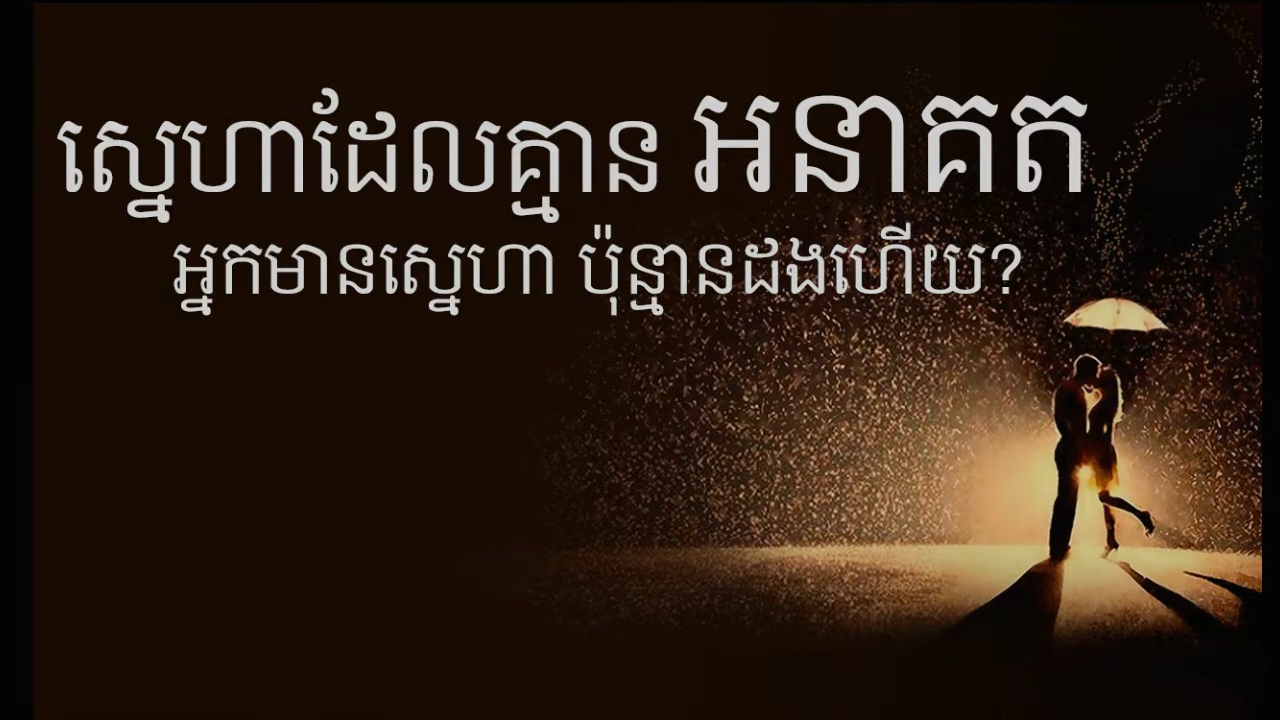 ស្នេហាដែលគ្មាន អនាគត
អ្នកមានស្នេហា ប៉ុន្មានដងហើយ?